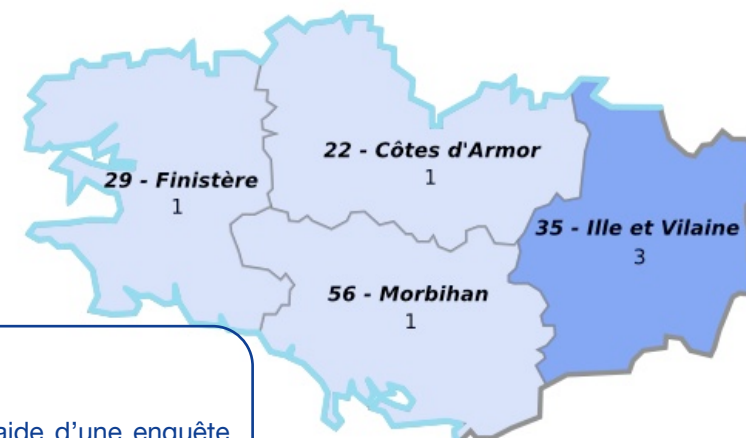 22 - Côtes d'Armor
1
29 - Finistère
1
35 - Ille et Vilaine
3
56 - Morbihan
1
aide d'une enquête